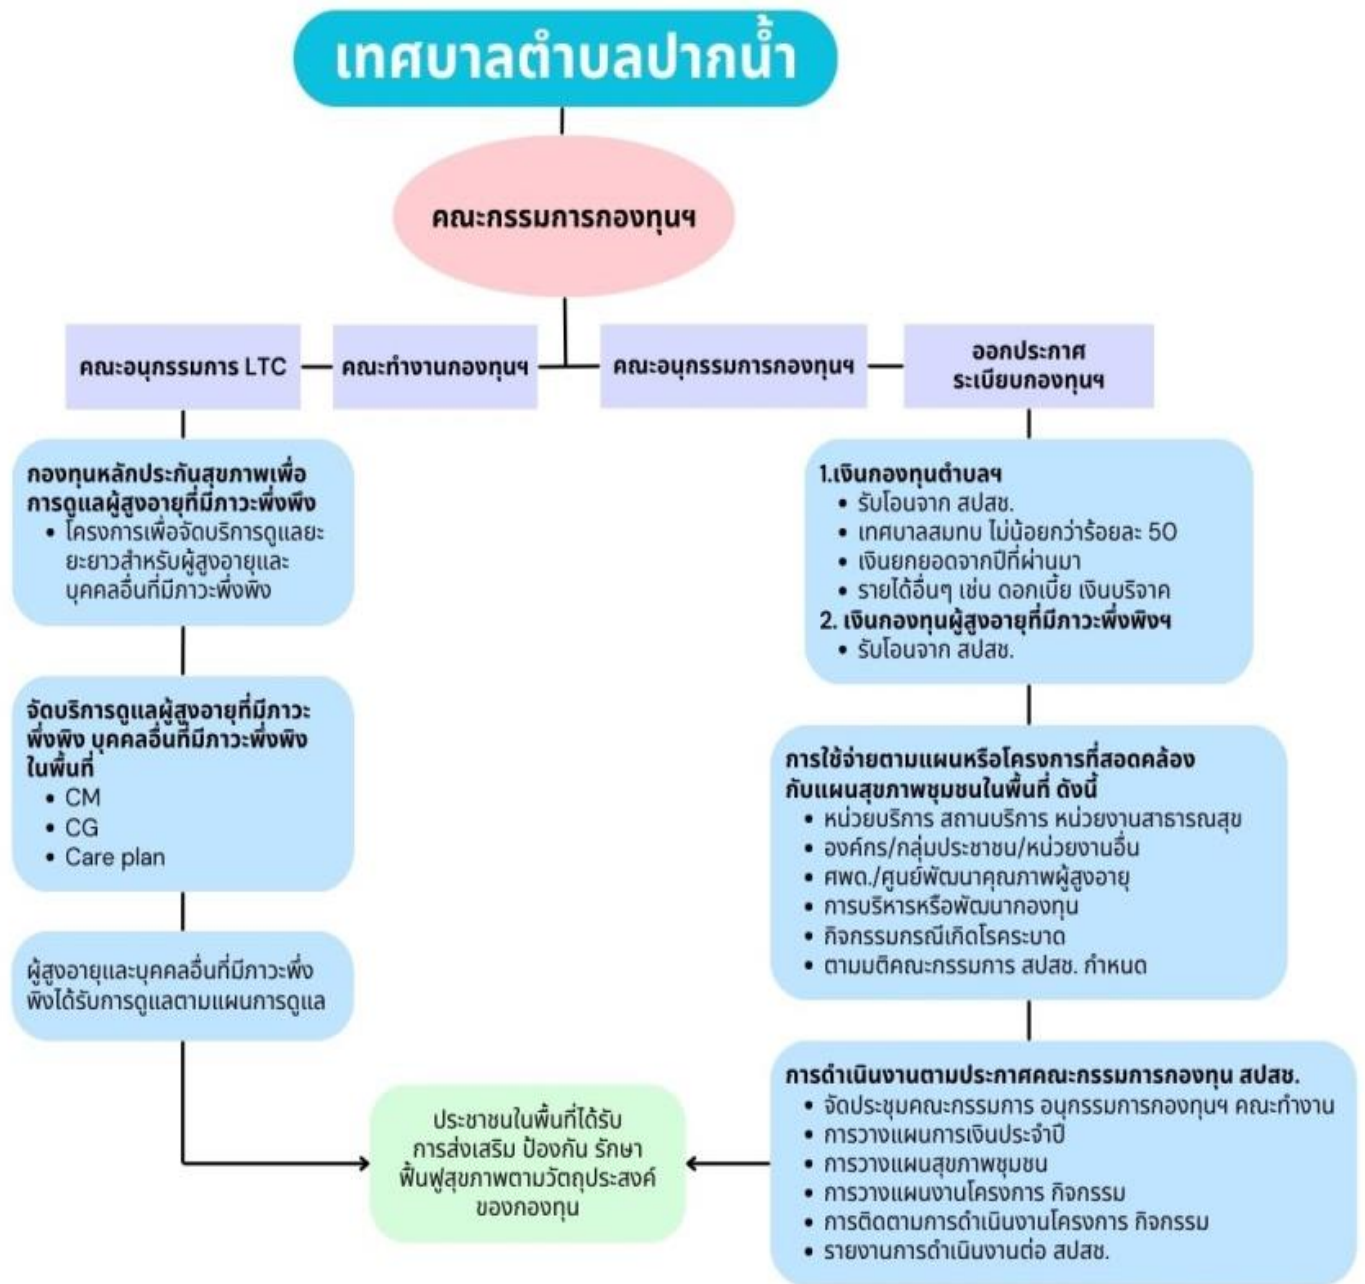 เทศบาลตำบลปากน้ำ
คณะกรรมการกองทุนฯ
คณะอนุกรรมการ LTC
คณะทำงานกองทุนฯ
คณะอนุกรรมการกองทุนฯ
ออกประกาศ
ระเบียบกองทุนฯ
กองทุนหลักประกันสุขภาพเพื่อ
การดูแลผู้สูงอายุที่มีภาวะพึ่งพึง
• โครงการเพื่อจัดบริการดูแลยะ
ยะยาวสำหรับผู้สูงอายุและ
บุคคลอื่นที่มีภาวะพึ่งพิง
จัดบริการดูแลผู้สูงอายุที่มีภาวะ
พึ่งพิง บุคคลอื่นที่มีภาวะพึ่งพิง
ในพื้นที่
• CM
• CG
• Care plan
ผู้สูงอายุและบุคคลอื่นที่มีภาวะพึ่ง
พิงได้รับการดูแลตามแผนการดูแล
1.เงินกองทุนตำบลฯ
• รับโอนจาก สปสช.
• เทศบาลสมทบ ไม่น้อยกว่าร้อยละ 50
• เงินยกยอดจากปีที่ผ่านมา
• รายได้อื่นๆ เช่น ดอกเบี้ย เงินบริจาค
2. เงินกองทุนผู้สูงอายุที่มีภาวะพึ่งพิงฯ
• รับโอนจาก สปสช.
การใช้จ่ายตามแผนหรือโครงการที่สอดคล้อง
กับแผนสุขภาพชุมชนในพื้นที่ ดังนี้
• หน่วยบริการ สถานบริการ หน่วยงานสาธารณสุข
• องค์กร/กลุ่มประชาชน/หน่วยงานอื่น
• ศพด./ศูนย์พัฒนาคุณภาพผู้สูงอายุ
• การบริหารหรือพัฒนากองทุน
• กิจกรรมกรณีเกิดโรคระบาด
• ตามมติคณะกรรมการ สปสช. กำหนด
การดำเนินงานตามประกาศคณะกรรมการกองทุน สปสช.
• จัดประชุมคณะกรรมการ อนุกรรมการกองทุนฯ คณะทำงาน
• การวางแผนการเงินประจำปี
• การวางแผนสุขภาพชุมชน
• การวางแผนงานโครงการ กิจกรรม
• การติดตามการดำเนินงานโครงการ กิจกรรม
• รายงานการดำเนินงานต่อ สปสช.
ประชาชนในพื้นที่ได้รับ
การส่งเสริม ป้องกัน รักษา
ฟื้นฟูสุขภาพตามวัตถุประสงค์
ของกองทุน